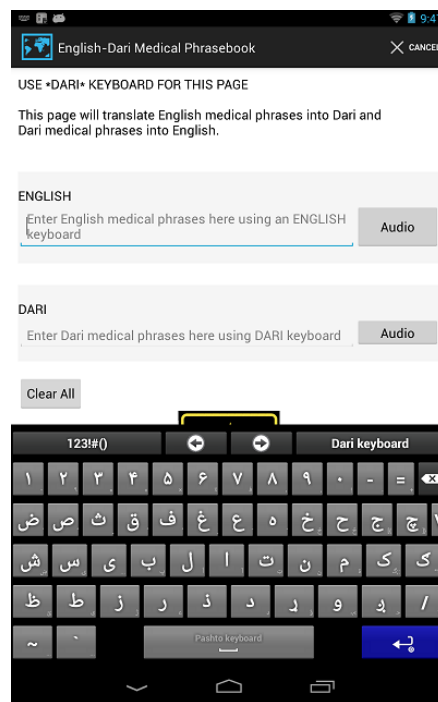 9:4
English-Dari Medical Phrasebook
CANCEL
USE *DARI* KEYBOARD FOR THIS PAGE
This page will translate English medical phrases into Dari and
Dari medical phrases into English.
ENGLISH
Enter English medical phrases here using an ENGLISH
keyboard
Audio
DARI
Enter Dari medical phrases here using DARI keyboard
Audio
Clear All
123!#() Dari keyboard
۱ ۲ ۳ ۴ ۵ ۶ ۷ ۸ ۹ ۰ - =
ض ص ث ق ف غ ع ه خ ح ج چ
ش س ی ب ل ا ت ن م ک گ
ظ ط ز ر ذ د و /
~ ` Pashto keyboard